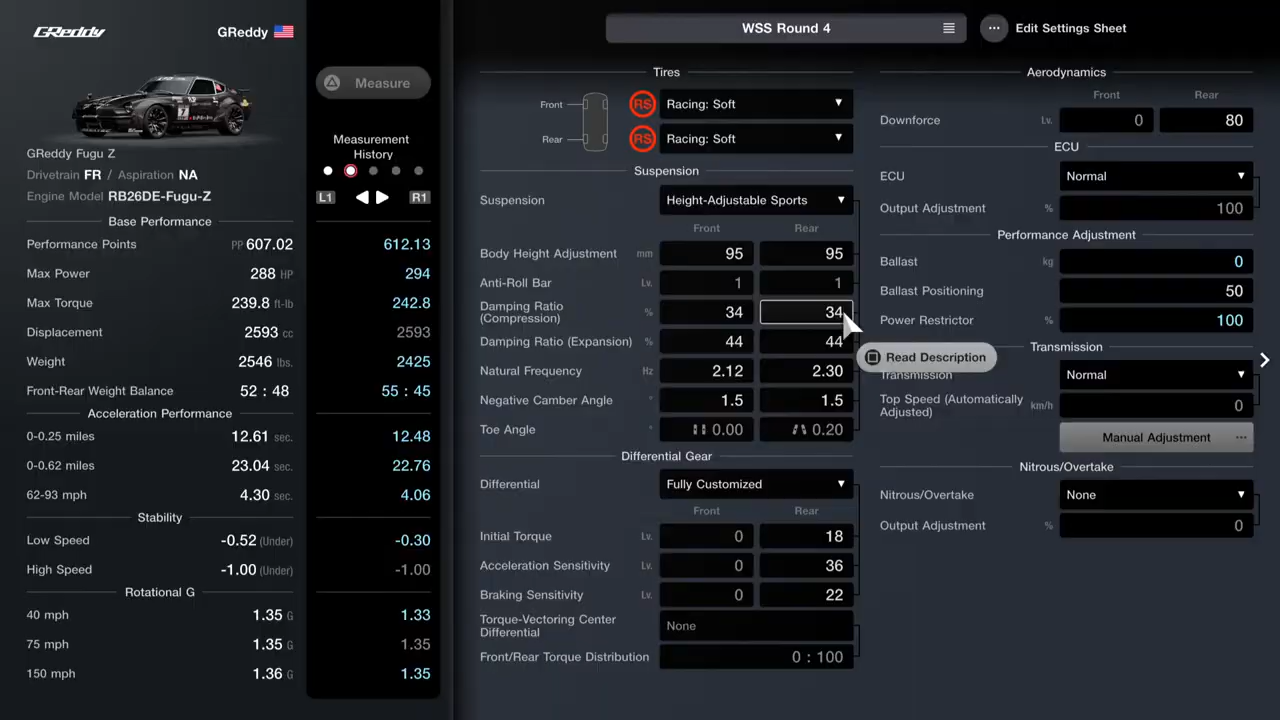 GReddy
GReddy
GReddy Fugu Z
Drivetrain FR / Aspiration NA
Engine Model RB26DE-Fugu-Z
Base Performance
Performance Points PP 607.02
Max Power 288 HP
Max Torque 239.8 ft-lb
Displacement 2593 cc
Weight 2546 lbs.
Front-Rear Weight Balance 52 : 48
Acceleration Performance
0-0.25 miles 12.61 sec.
0-0.62 miles 23.04 sec.
62-93 mph 4.30 sec.
Stability
Low Speed -0.52 (Under)
High Speed -1.00 (Under)
Rotational G
40 mph 1.35 G
75 mph 1.35 G
150 mph 1.36 G
Measure
Measurement
History
L1 R1
612.13
294
242.8
2593
2425
55 : 45
12.48
22.76
4.06
-0.30
-1.00
1.33
1.35
1.35
WSS Round 4
Edit Settings Sheet
Tires
Front RS Racing: Soft
Rear RS Racing: Soft
Suspension
Suspension Height-Adjustable Sports
Front Rear
Body Height Adjustment mm 95 95
Anti-Roll Bar Lv. 1 1
Damping Ratio
(Compression) % 34 34
Damping Ratio (Expansion) % 44 44
Natural Frequency Hz 2.12 2.30
Negative Camber Angle ° 1.5 1.5
Toe Angle ° 0.00 0.20
Differential Gear
Differential Fully Customized
Front Rear
Initial Torque Lv. 0 18
Acceleration Sensitivity Lv. 0 36
Braking Sensitivity Lv. 0 22
Torque-Vectoring Center
Differential None
Front/Rear Torque Distribution 0 : 100
Aerodynamics
Front Rear
Downforce Lv. 0 80
ECU
ECU Normal
Output Adjustment % 100
Performance Adjustment
Ballast kg 0
Ballast Positioning 50
Power Restrictor % 100
Read Description
Transmission
Transmission Normal
Top Speed (Automatically
Adjusted) km/h 0
Manual Adjustment
Nitrous/Overtake
Nitrous/Overtake None
Output Adjustment % 0